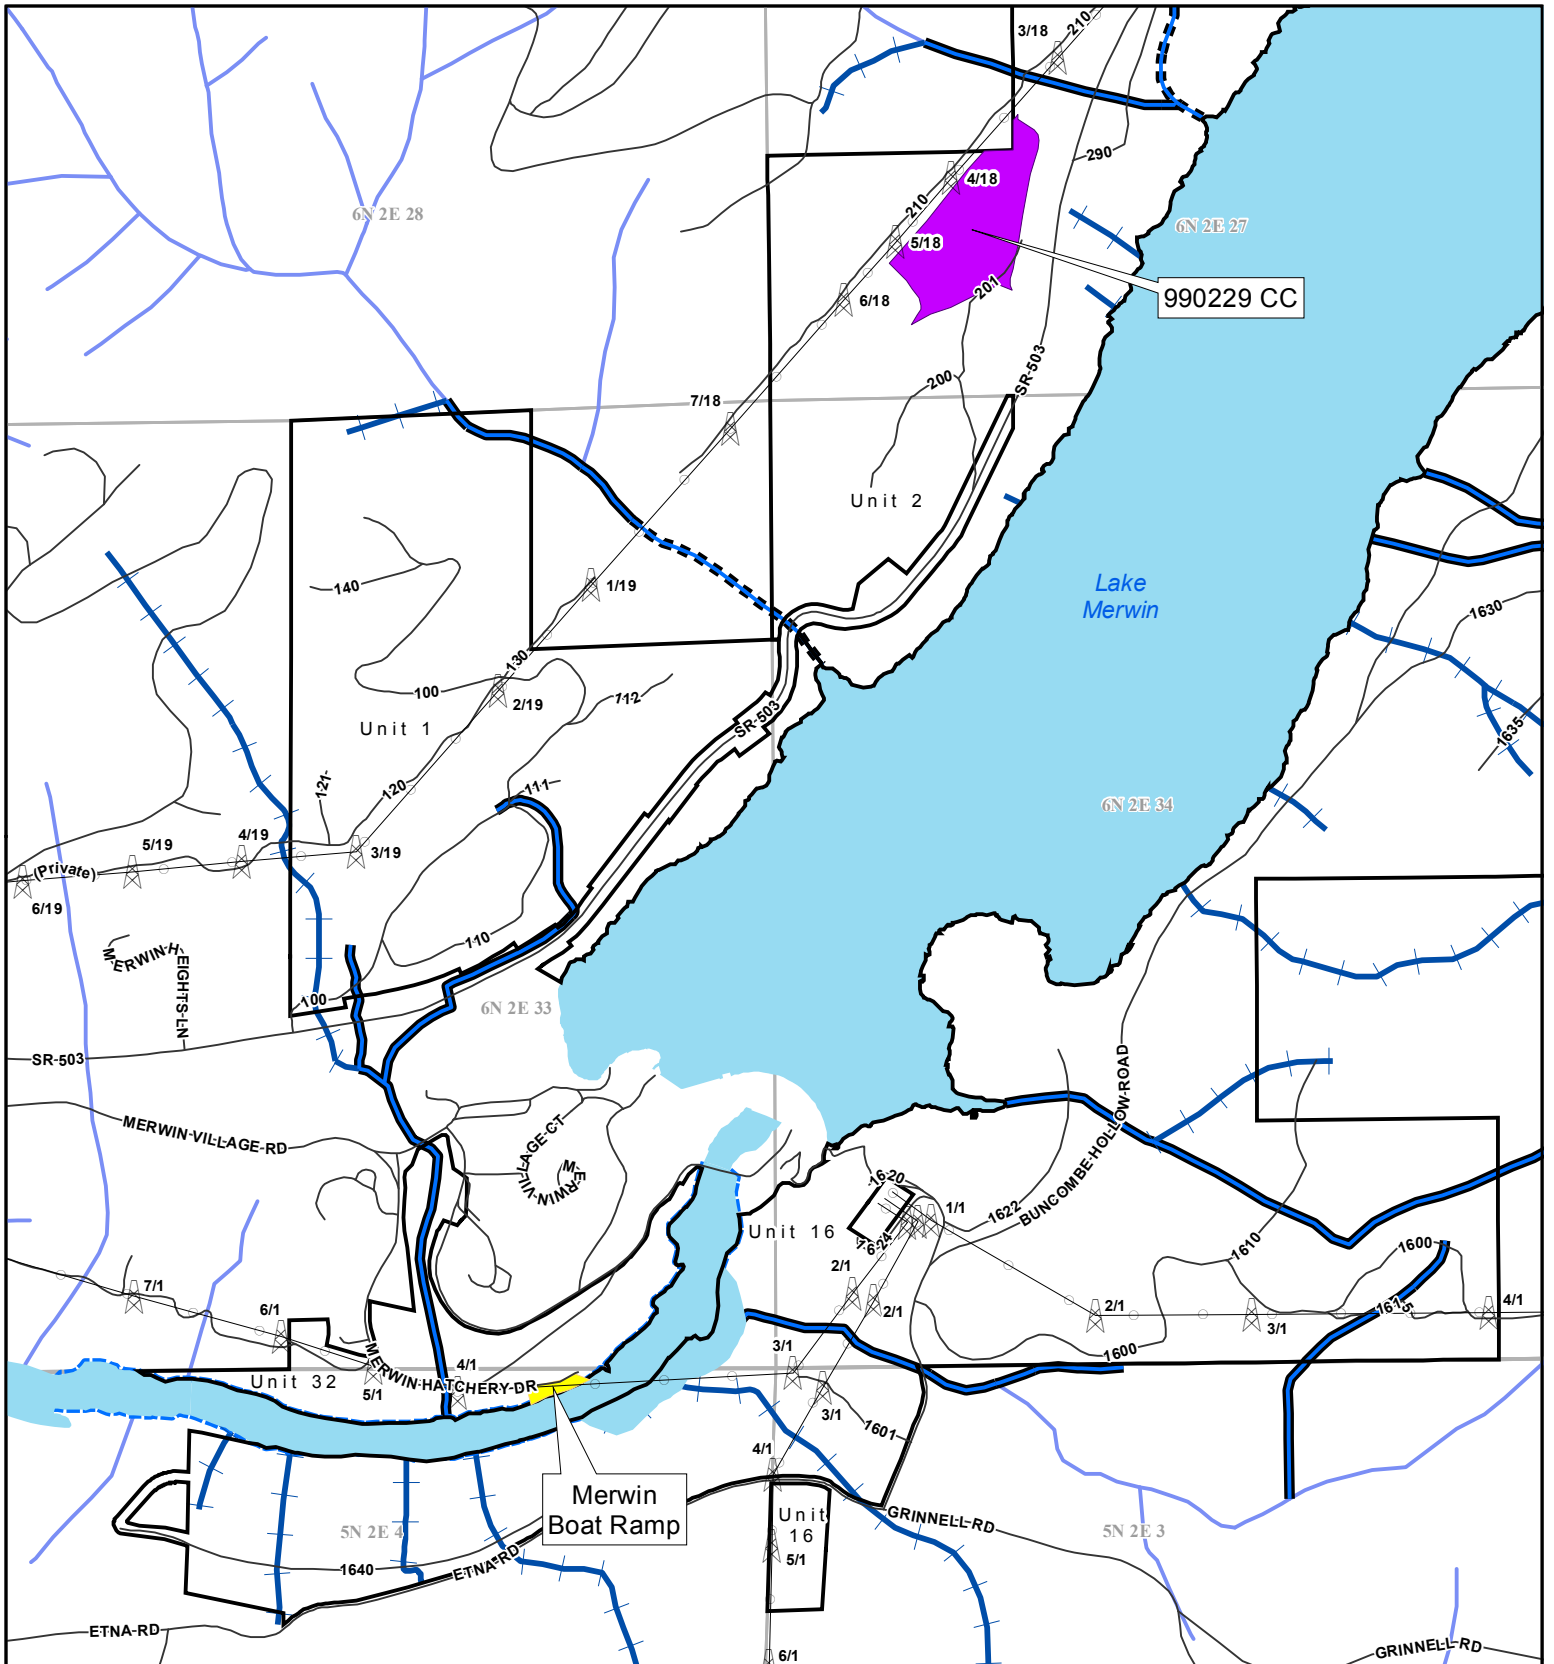 3/18
210
290
4/18
6N 2E 28
210
6N 2E 27
5/18
201
990229 CC
6/18
SR-503
200
7/18
Unit 2
140
1/19
Lake
Merwin
1630
130
100
2/19
112
Unit 1
SR-503
1635
121
120
111
6N 2E 34
5/19
4/19
3/19
(Private)
6/19
110
MERWIN-HEIGHTS-LN
100
6N 2E 33
SR-503
MERWIN-VILLAGE-RD
MERWIN-VILLAGE-CT
BUNCOMBE-HOLLOW-ROAD
1620
1/1
1622
Unit 16
1624
1610
1600
2/1
7/1
2/1
2/1
3/1
1615
4/1
6/1
1600
MERWIN-HATCHERY-DR
4/1
3/1
Unit 32
5/1
3/1
1601
4/1
Merwin
Boat Ramp
Unit
16
GRINNELL-RD
5N 2E 4
5N 2E 3
5/1
1640
ETNA-RD
ETNA-RD
6/1
GRINNELL-RD